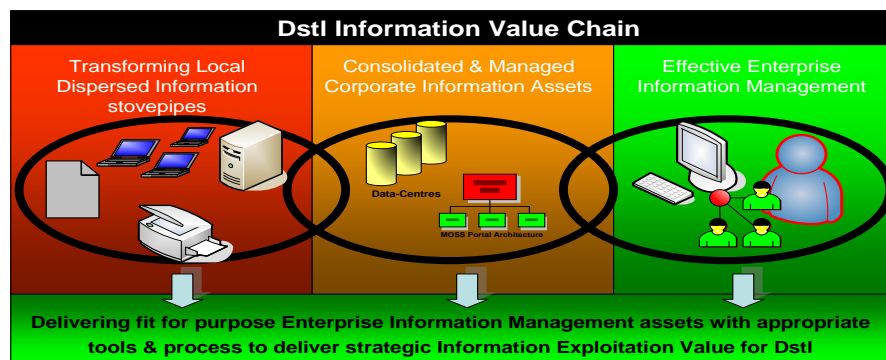 Dstl Information Value Chain
Transforming Local
Dispersed Information
stovepipes
Consolidated & Managed
Corporate Information Assets
Effective Enterprise
Information Management
Data-Centres
MOSS Portal Architecture
Delivering fit for purpose Enterprise Information Management assets with appropriate
tools & process to deliver strategic Information Exploitation Value for Dstl